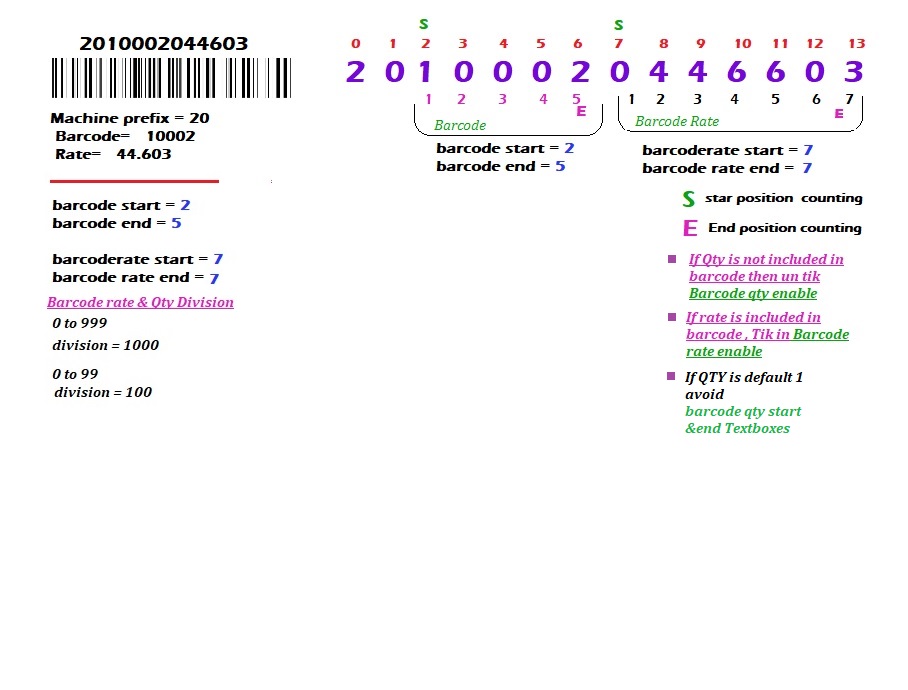 2010002044603
Machine prefix = 20
Barcode= 10002
Rate= 44.603
barcode start = 2
barcode end = 5
barcoderate start = 7
barcode rate end = 7
Barcode rate & Qty Division
0 to 999
division = 1000
0 to 99
division = 100
S S
0 1 2 3 4 5 6 7 8 9 10 11 12 13
2 0 1 0 0 0 2 0 4 4 6 6 0 3
1 2 3 4 5 1 2 3 4 5 6 7
E E
Barcode Barcode Rate
barcode start = 2
barcode end = 5
barcoderate start = 7
barcode rate end = 7
S star position counting
E End position counting
If Qty is not included in
barcode then un tik
Barcode qty enable
If rate is included in
barcode , Tik in Barcode
rate enable
If QTY is default 1
avoid
barcode qty start
&end Textboxes